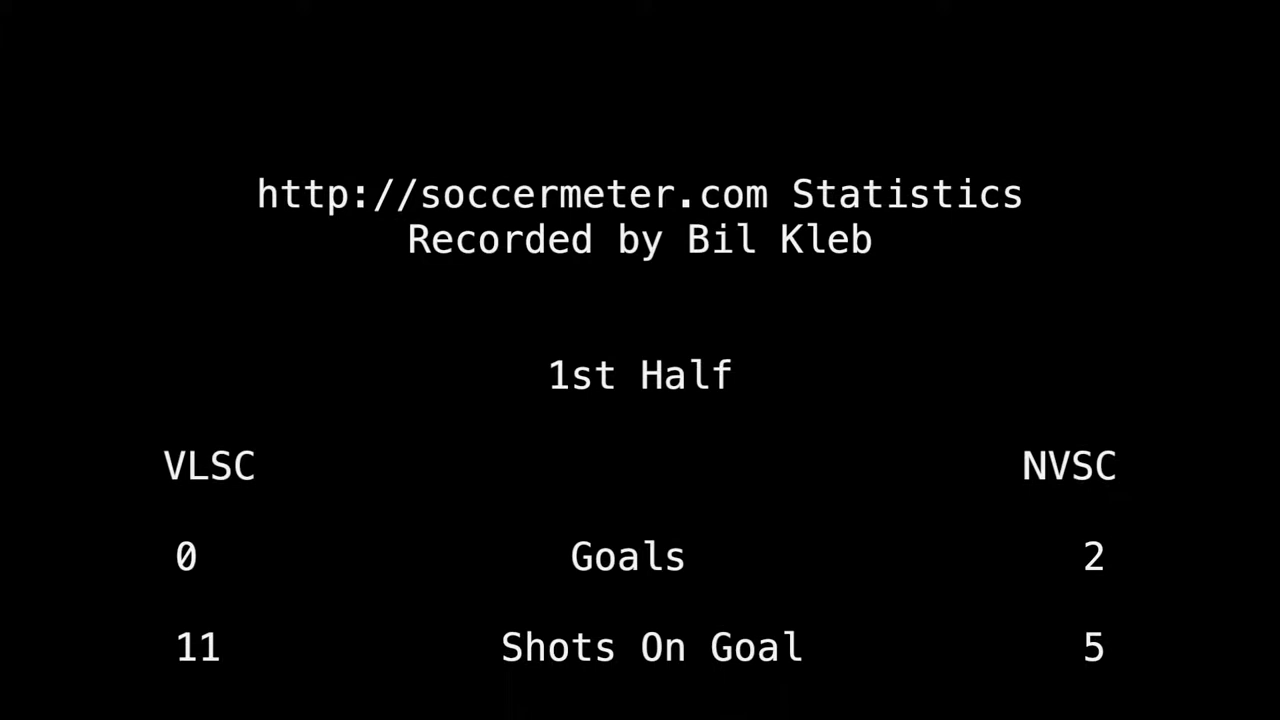 http://soccermeter.com Statistics
Recorded by Bil Kleb
1st Half
VLSC NVSC
0 Goals 2
11 Shots On Goal 5